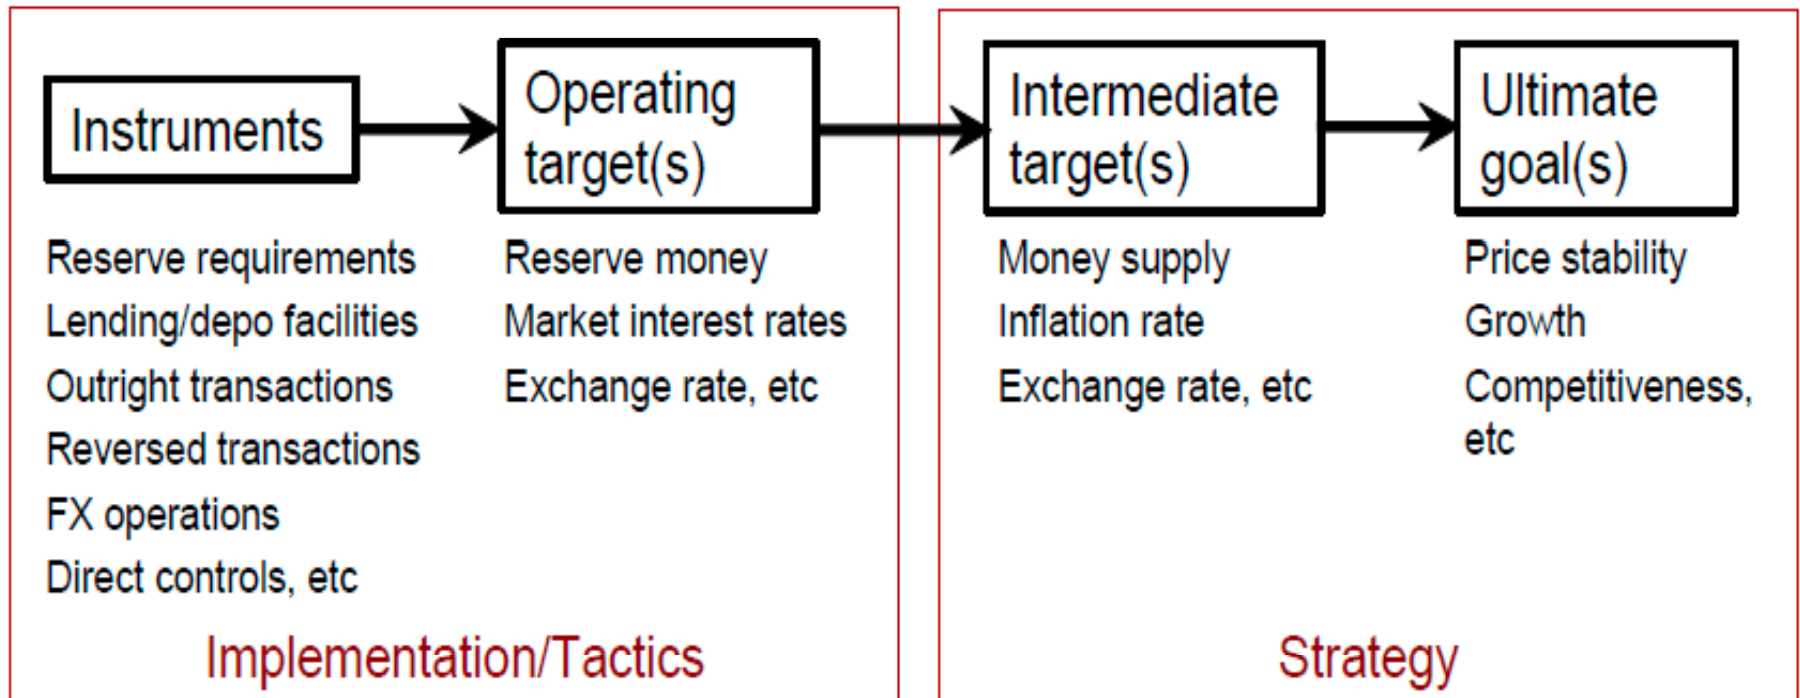 Instruments
Operating
target(s)
Intermediate
target(s)
Ultimate
goal(s)
Reserve requirements
Lending/depo facilities
Outright transactions
Reversed transactions
FX operations
Direct controls, etc
Reserve money
Market interest rates
Exchange rate, etc
Money supply
Inflation rate
Exchange rate, etc
Price stability
Growth
Competitiveness,
etc
Implementation/Tactics
Strategy